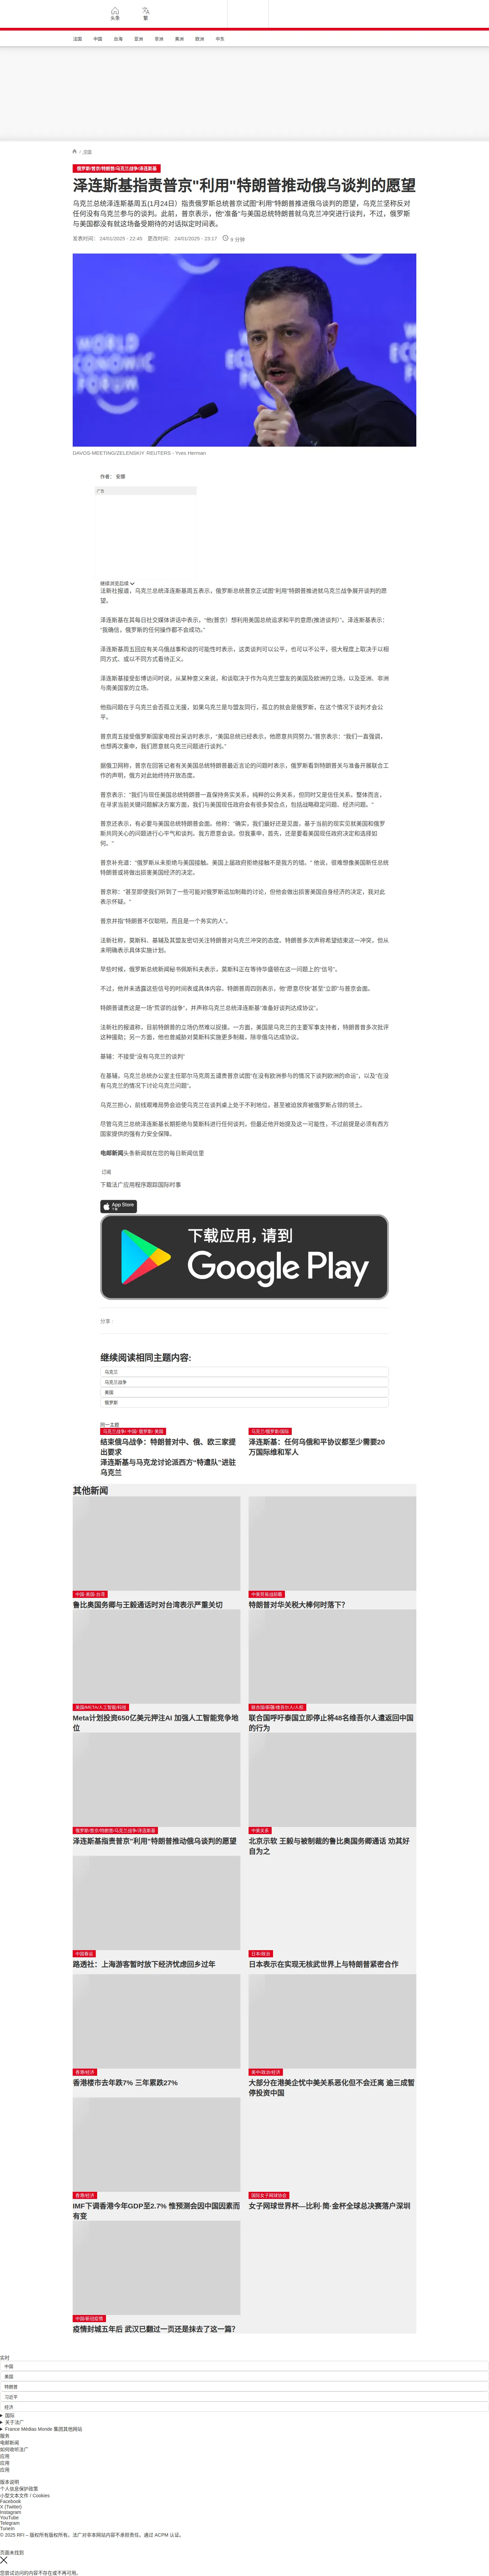 头条
繁
法国
中国
台海
亚洲
非洲
美洲
欧洲
中东
/ 法国
俄罗斯/普京/特朗普/乌克兰战争/泽连斯基
泽连斯基指责普京"利用"特朗普推动俄乌谈判的愿望
乌克兰总统泽连斯基周五(1月24日）指责俄罗斯总统普京试图“利用”特朗普推进俄乌谈判的愿望，乌克兰坚称反对任何没有乌克兰参与的谈判。此前，普京表示，他“准备”与美国总统特朗普就乌克兰冲突进行谈判，不过，俄罗斯与美国都没有就这场备受期待的对话拟定时间表。
发表时间： 24/01/2025 - 22:45 更改时间： 24/01/2025 - 23:17 9 分钟
DAVOS-MEETING/ZELENSKIY REUTERS - Yves Herman
作者： 安娜
广告
继续浏览后续
法新社报道，乌克兰总统泽连斯基周五表示，俄罗斯总统普京正试图“利用”特朗普推进就乌克兰战争展开谈判的愿望。
泽连斯基在其每日社交媒体讲话中表示，“他(普京）想利用美国总统追求和平的意愿(推进谈判）”。泽连斯基表示：“我确信，俄罗斯的任何操作都不会成功。”
泽连斯基周五回应有关乌俄战事和谈的可能性时表示，这类谈判可以公平，也可以不公平，很大程度上取决于以相同方式、或以不同方式看待正义。
泽连斯基接受彭博访问时说，从某种意义来说，和谈取决于作为乌克兰盟友的美国及欧洲的立场，以及亚洲、非洲与南美国家的立场。
他指问题在于乌克兰会否孤立无援，如果乌克兰是与盟友同行，孤立的就会是俄罗斯，在这个情况下谈判才会公平。
普京周五接受俄罗斯国家电视台采访时表示，“美国总统已经表示，他愿意共同努力。”普京表示：“我们一直强调，也想再次重申，我们愿意就乌克兰问题进行谈判。”
据俄卫网称，普京在回答记者有关美国总统特朗普最近言论的问题时表示，俄罗斯看到特朗普关与准备开展联合工作的声明，俄方对此始终持开放态度。
普京表示：“我们与现任美国总统特朗普一直保持务实关系，纯粹的公务关系，但同时又是信任关系。整体而言，在寻求当前关键问题解决方案方面，我们与美国现任政府会有很多契合点，包括战略稳定问题、经济问题。”
普京还表示，有必要与美国总统特朗普会面。他称：“确实，我们最好还是见面，基于当前的现实见就美国和俄罗斯共同关心的问题进行心平气和谈判。我方愿意会谈。但我重申，首先，还是要看美国现任政府决定和选择如何。”
普京补充道：“俄罗斯从未拒绝与美国接触。美国上届政府拒绝接触不是我方的错。” 他说，很难想像美国新任总统特朗普或将做出损害美国经济的决定。
普京称：“甚至即使我们听到了一些可能对俄罗斯追加制裁的讨论，但他会做出损害美国自身经济的决定，我对此表示怀疑。”
普京并指“特朗普不仅聪明，而且是一个务实的人”。
法新社称，莫斯科、基辅及其盟友密切关注特朗普对乌克兰冲突的态度。特朗普多次声称希望结束这一冲突，但从未明确表示具体实施计划。
早些时候，俄罗斯总统新闻秘书佩斯科夫表示，莫斯科正在等待华盛顿在这一问题上的“信号”。
不过，他并未透露这些信号的时间表或具体内容。特朗普周四则表示，他“愿意尽快”甚至“立即”与普京会面。
特朗普谴责这是一场“荒谬的战争”，并声称乌克兰总统泽连斯基“准备好谈判达成协议”。
法新社的报道称，目前特朗普的立场仍然难以捉摸。一方面，美国是乌克兰的主要军事支持者，特朗普曾多次批评这种援助；另一方面，他也曾威胁对莫斯科实施更多制裁，除非俄乌达成协议。
基辅：不接受“没有乌克兰的谈判”
在基辅，乌克兰总统办公室主任耶尔马克周五谴责普京试图“在没有欧洲参与的情况下谈判欧洲的命运”，以及“在没有乌克兰的情况下讨论乌克兰问题”。
乌克兰担心，前线艰难局势会迫使乌克兰在谈判桌上处于不利地位，甚至被迫放弃被俄罗斯占领的领土。
尽管乌克兰总统泽连斯基长期拒绝与莫斯科进行任何谈判，但最近他开始提及这一可能性，不过前提是必须有西方国家提供的强有力安全保障。
电邮新闻头条新闻就在您的每日新闻信里
订阅
下载法广应用程序跟踪国际时事
App Store
下载应用，请到
Google Play
分享：
继续阅读相同主题内容:
乌克兰
乌克兰战争
美国
俄罗斯
同一主题
乌克兰战争/ 中国/ 俄罗斯/ 美国
结束俄乌战争： 特朗普对中、俄、欧三家提出要求
泽连斯基与马克龙讨论派西方“特遣队”进驻乌克兰
乌克兰/俄罗斯/国际
泽连斯基：任何乌俄和平协议都至少需要20万国际维和军人
其他新闻
中国·美国·台湾
鲁比奥国务卿与王毅通话时对台湾表示严重关切
中美贸易战前瞻
特朗普对华关税大棒何时落下？
美国/META/人工智能/科技
Meta计划投资650亿美元押注AI 加强人工智能竞争地位
联合国/泰国/维吾尔人/人权
联合国呼吁泰国立即停止将48名维吾尔人遣返回中国的行为
俄罗斯/普京/特朗普/乌克兰战争/泽连斯基
泽连斯基指责普京"利用"特朗普推动俄乌谈判的愿望
中美关系
北京示软 王毅与被制裁的鲁比奥国务卿通话 劝其好自为之
中国春运
路透社：上海游客暂时放下经济忧虑回乡过年
日本/政治
日本表示在实现无核武世界上与特朗普紧密合作
香港/经济
香港楼市去年跌7% 三年累跌27%
美中/政治/经济
大部分在港美企忧中美关系恶化但不会迁离 逾三成暂停投资中国
香港/经济
IMF下调香港今年GDP至2.7% 惟预测会因中国因素而有变
国际女子网球协会
女子网球世界杯—比利·简·金杯全球总决赛落户深圳
中国/新冠疫情
疫情封城五年后 武汉已翻过一页还是抹去了这一篇？
实时
中国
美国
特朗普
习近平
经济
国际
关于法广
France Médias Monde 集团其他网站
服务
电邮新闻
如何收听法广
应用
应用
应用
版本说明
个人信息保护政策
小型文本文件 / Cookies
Facebook
X (Twitter)
Instagram
YouTube
Telegram
TuneIn
© 2025 RFI – 版权所有版权所有。法广对非本网站内容不承担责任。通过 ACPM 认证。
页面未找到
您尝试访问的内容不存在或不再可用。